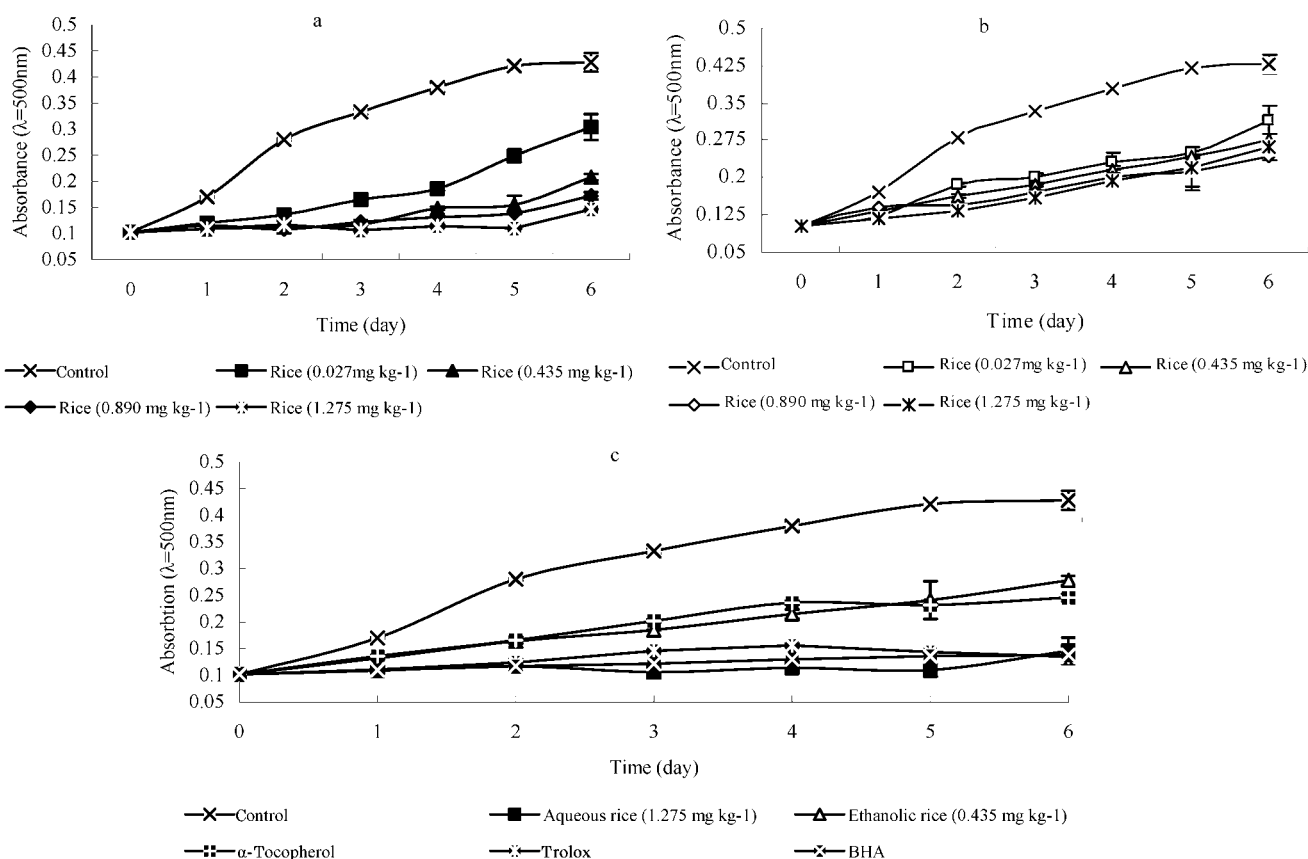 a
Absorbance (λ=500nm)
0.5
0.45
0.4
0.35
0.3
0.25
0.2
0.15
0.1
0.05
0 1 2 3 4 5 6
Time (day)
Control Rice (0.027mg kg-1) Rice (0.435 mg kg-1)
Rice (0.890 mg kg-1) Rice (1.275 mg kg-1)
b
Absorbance (λ=500nm)
0.5
0.425
0.35
0.275
0.2
0.125
0.05
0 1 2 3 4 5 6
Time (day)
Control Rice (0.027mg kg-1) Rice (0.435 mg kg-1)
Rice (0.890 mg kg-1) Rice (1.275 mg kg-1)
c
Absorbtion (λ=500nm)
0.5
0.45
0.4
0.35
0.3
0.25
0.2
0.15
0.1
0.05
0 1 2 3 4 5 6
Time (day)
Control Aqueous rice (1.275 mg kg-1) Ethanolic rice (0.435 mg kg-1)
α-Tocopherol Trolox BHA